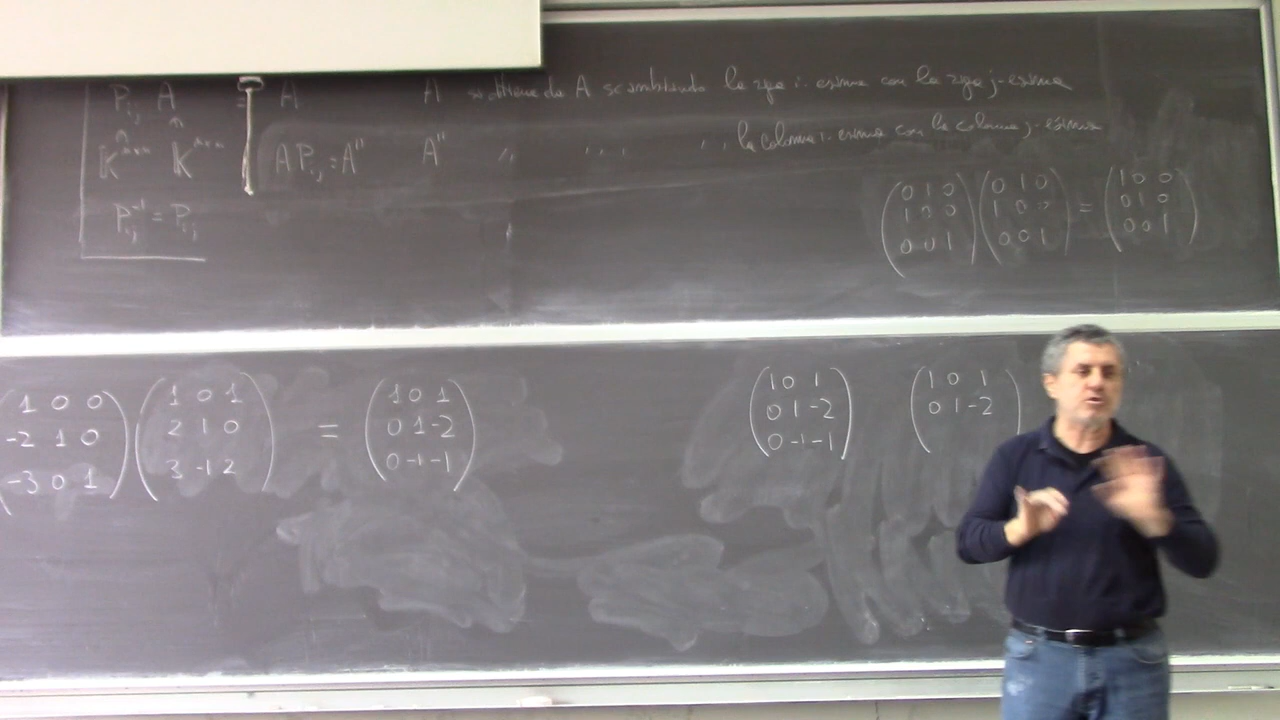 P_ij A = A A si ottiene da A scambiando la riga i-esima con la riga j-esima
K^{n×n} K^{n×n} A P_ij = A'' A'' " " " la colonna i-esima con la colonna j-esima
P_ij^{-1} = P_ij
(0 1 0) (0 1 0) = (1 0 0)
(1 0 0) (1 0 0) (0 1 0)
(0 0 1) (0 0 1) (0 0 1)
(1 0 0) (1 0 1) = (1 0 1) (1 0 1) (1 0 1)
(-2 1 0) (2 1 0) (0 1 -2) (0 1 -2) (0 1 -2)
(-3 0 1) (3 -1 2) (0 -1 -1) (0 -1 -1)